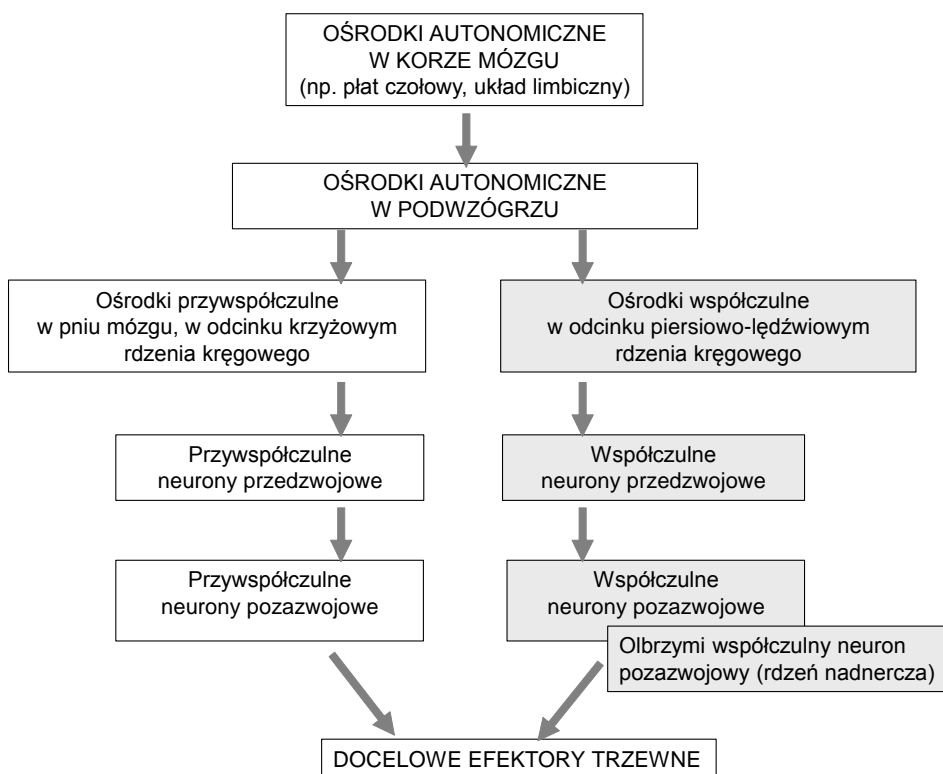 OŚRODKI AUTONOMICZNE
W KORZE MÓZGU
(np. płat czołowy, układ limbiczny)
OŚRODKI AUTONOMICZNE
W PODWZÓGRZU
Ośrodki przywspółczulne
w pniu mózgu, w odcinku krzyżowym
rdzenia kręgowego
Ośrodki współczulne
w odcinku piersiowo-lędźwiowym
rdzenia kręgowego
Przywspółczulne
neurony przedzwojowe
Współczulne
neurony przedzwojowe
Przywspółczulne
neurony pozazwojowe
Współczulne
neurony pozazwojowe
Olbrzymi współczulny neuron
pozazwojowy (rdzeń nadnercza)
DOCELOWE EFEKTORY TRZEWNE